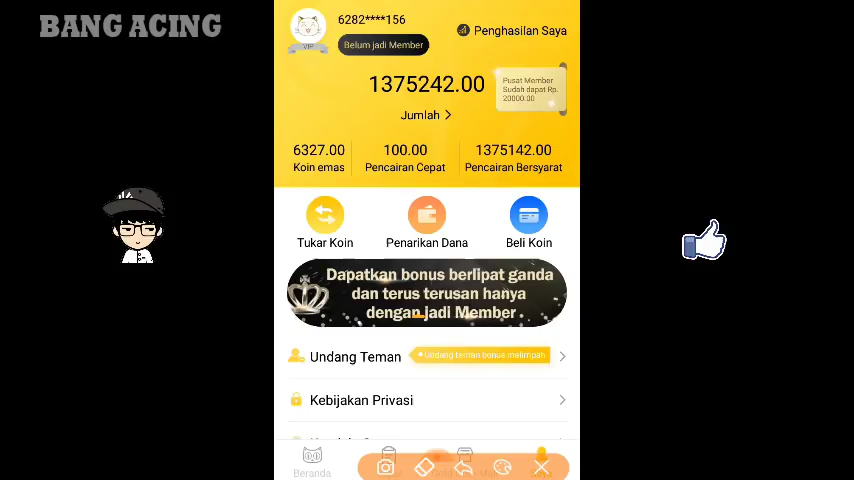 BANG ACING
6282****156
VIP
Belum jadi Member
Penghasilan Saya
1375242.00
Pusat Member
Sudah dapat Rp.
20000.00
Jumlah
6327.00
100.00
1375142.00
Koin emas
Pencairan Cepat
Pencairan Bersyarat
Tukar Koin
Penarikan Dana
Beli Koin
Dapatkan bonus berlipat ganda
dan terus terusan hanya
dengan jadi Member
Undang Teman
Undang teman bonus melimpah
Kebijakan Privasi
Beranda